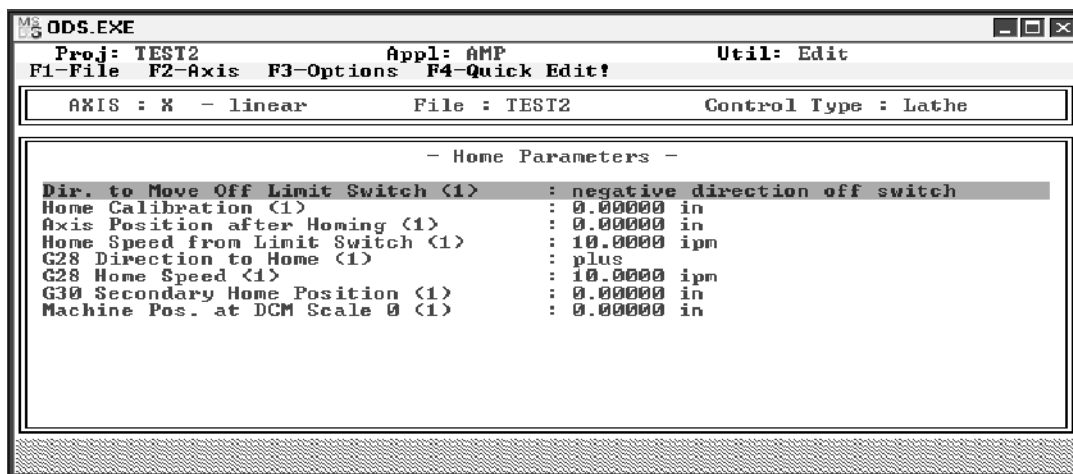 MS DOS ODS.EXE
Proj: TEST2 Appl: AMP Util: Edit
F1-File F2-Axis F3-Options F4-Quick Edit!
AXIS : X - linear File : TEST2 Control Type : Lathe
- Home Parameters -
Dir. to Move Off Limit Switch (1) : negative direction off switch
Home Calibration (1) : 0.00000 in
Axis Position after Homing (1) : 0.00000 in
Home Speed from Limit Switch (1) : 10.0000 ipm
G28 Direction to Home (1) : plus
G28 Home Speed (1) : 10.0000 ipm
G30 Secondary Home Position (1) : 0.00000 in
Machine Pos. at DCM Scale 0 (1) : 0.00000 in